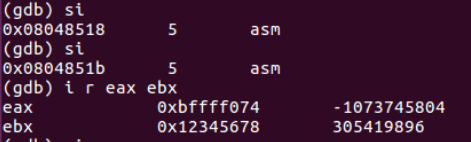 (gdb) si
0x08048518 5 asm
(gdb) si
0x0804851b 5 asm
(gdb) i r eax ebx
eax 0xbffff074 -1073745804
ebx 0x12345678 305419896